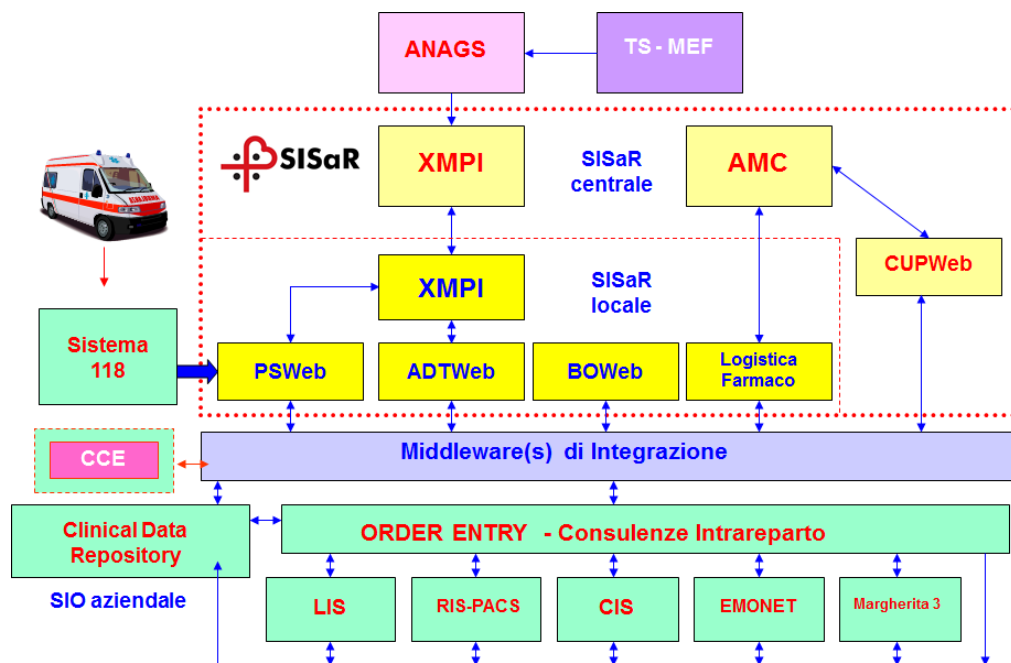 ANAGS
TS - MEF
SISaR
XMPI
SISaR
centrale
AMC
CUPWeb
XMPI
SISaR
locale
Sistema
118
PSWeb
ADTWeb
BOWeb
Logistica
Farmaco
CCE
Middleware(s) di Integrazione
Clinical Data
Repository
ORDER ENTRY - Consulenze Intrareparto
SIO aziendale
LIS
RIS-PACS
CIS
EMONET
Margherita 3